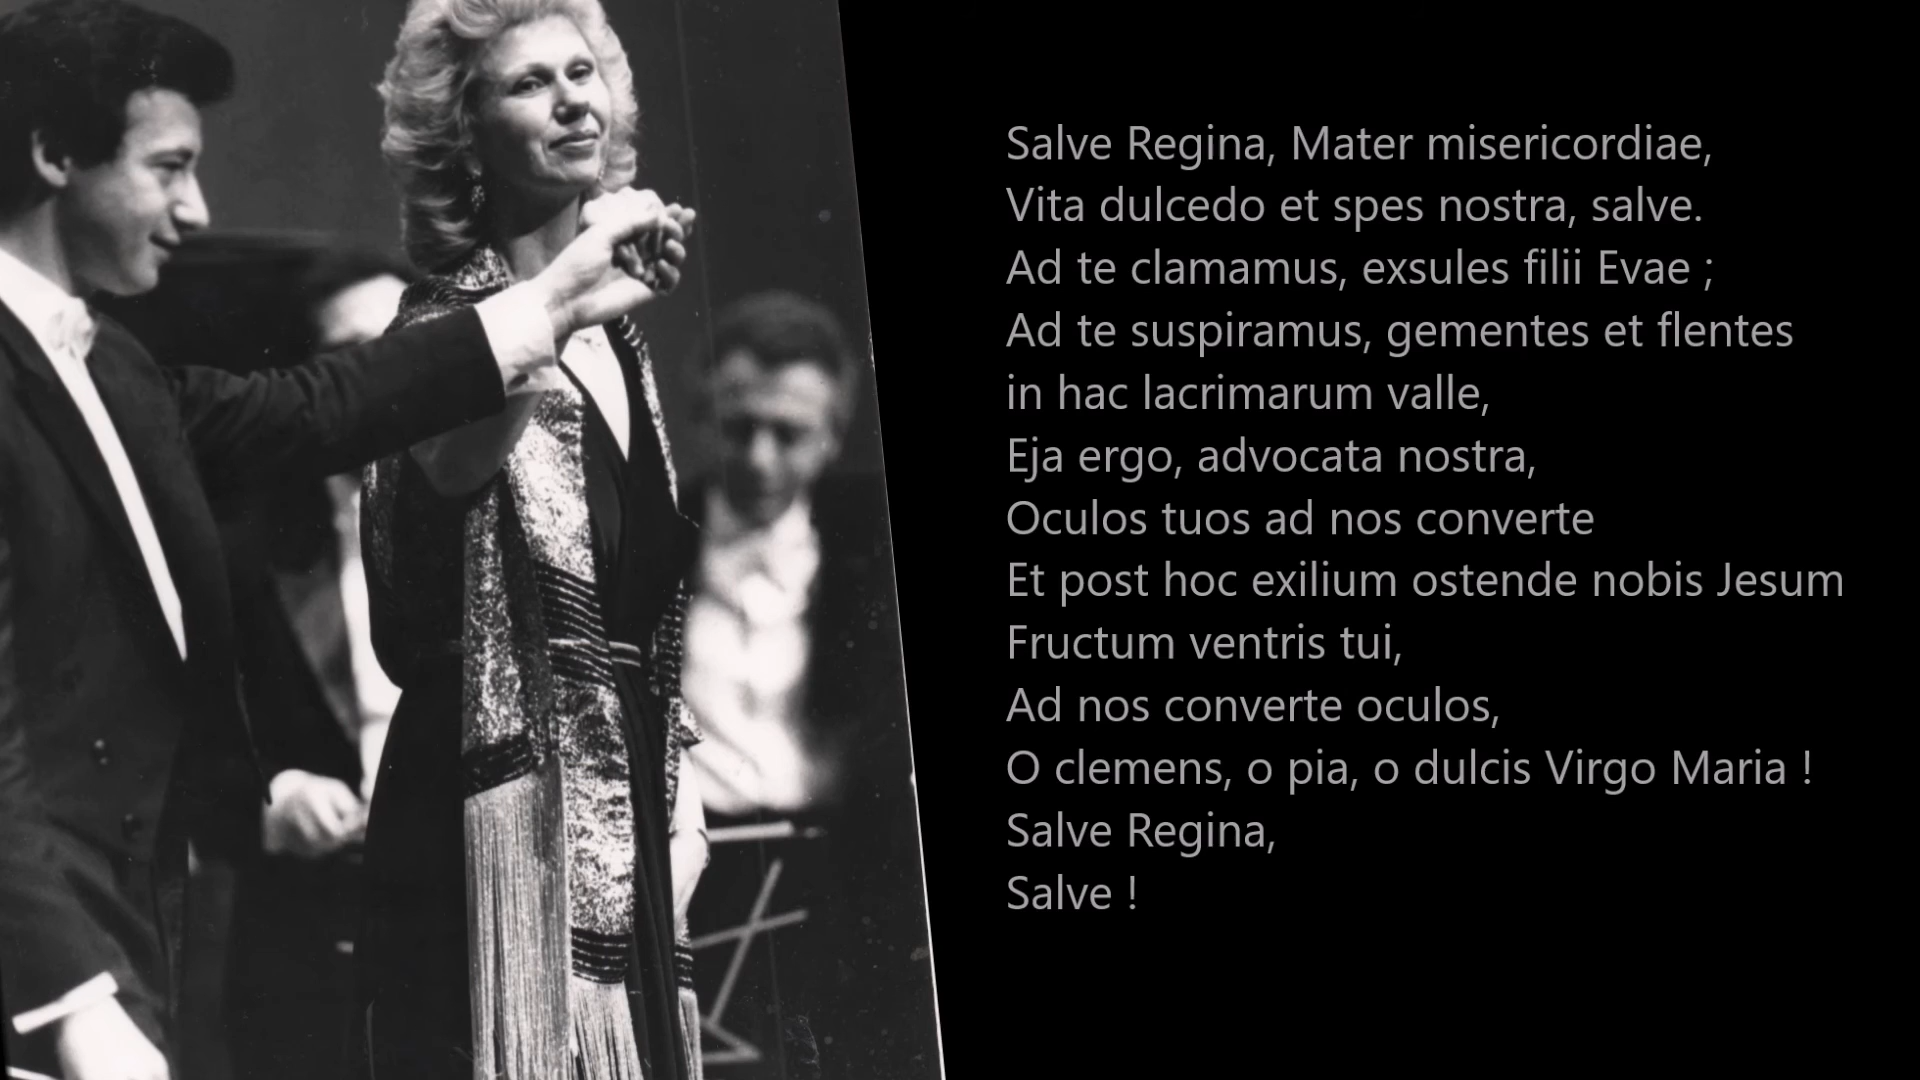 Salve Regina, Mater misericordiae,
Vita dulcedo et spes nostra, salve.
Ad te clamamus, exsules filii Evae ;
Ad te suspiramus, gementes et flentes
in hac lacrimarum valle,
Eja ergo, advocata nostra,
Oculos tuos ad nos converte
Et post hoc exilium ostende nobis Jesum
Fructum ventris tui,
Ad nos converte oculos,
O clemens, o pia, o dulcis Virgo Maria !
Salve Regina,
Salve !